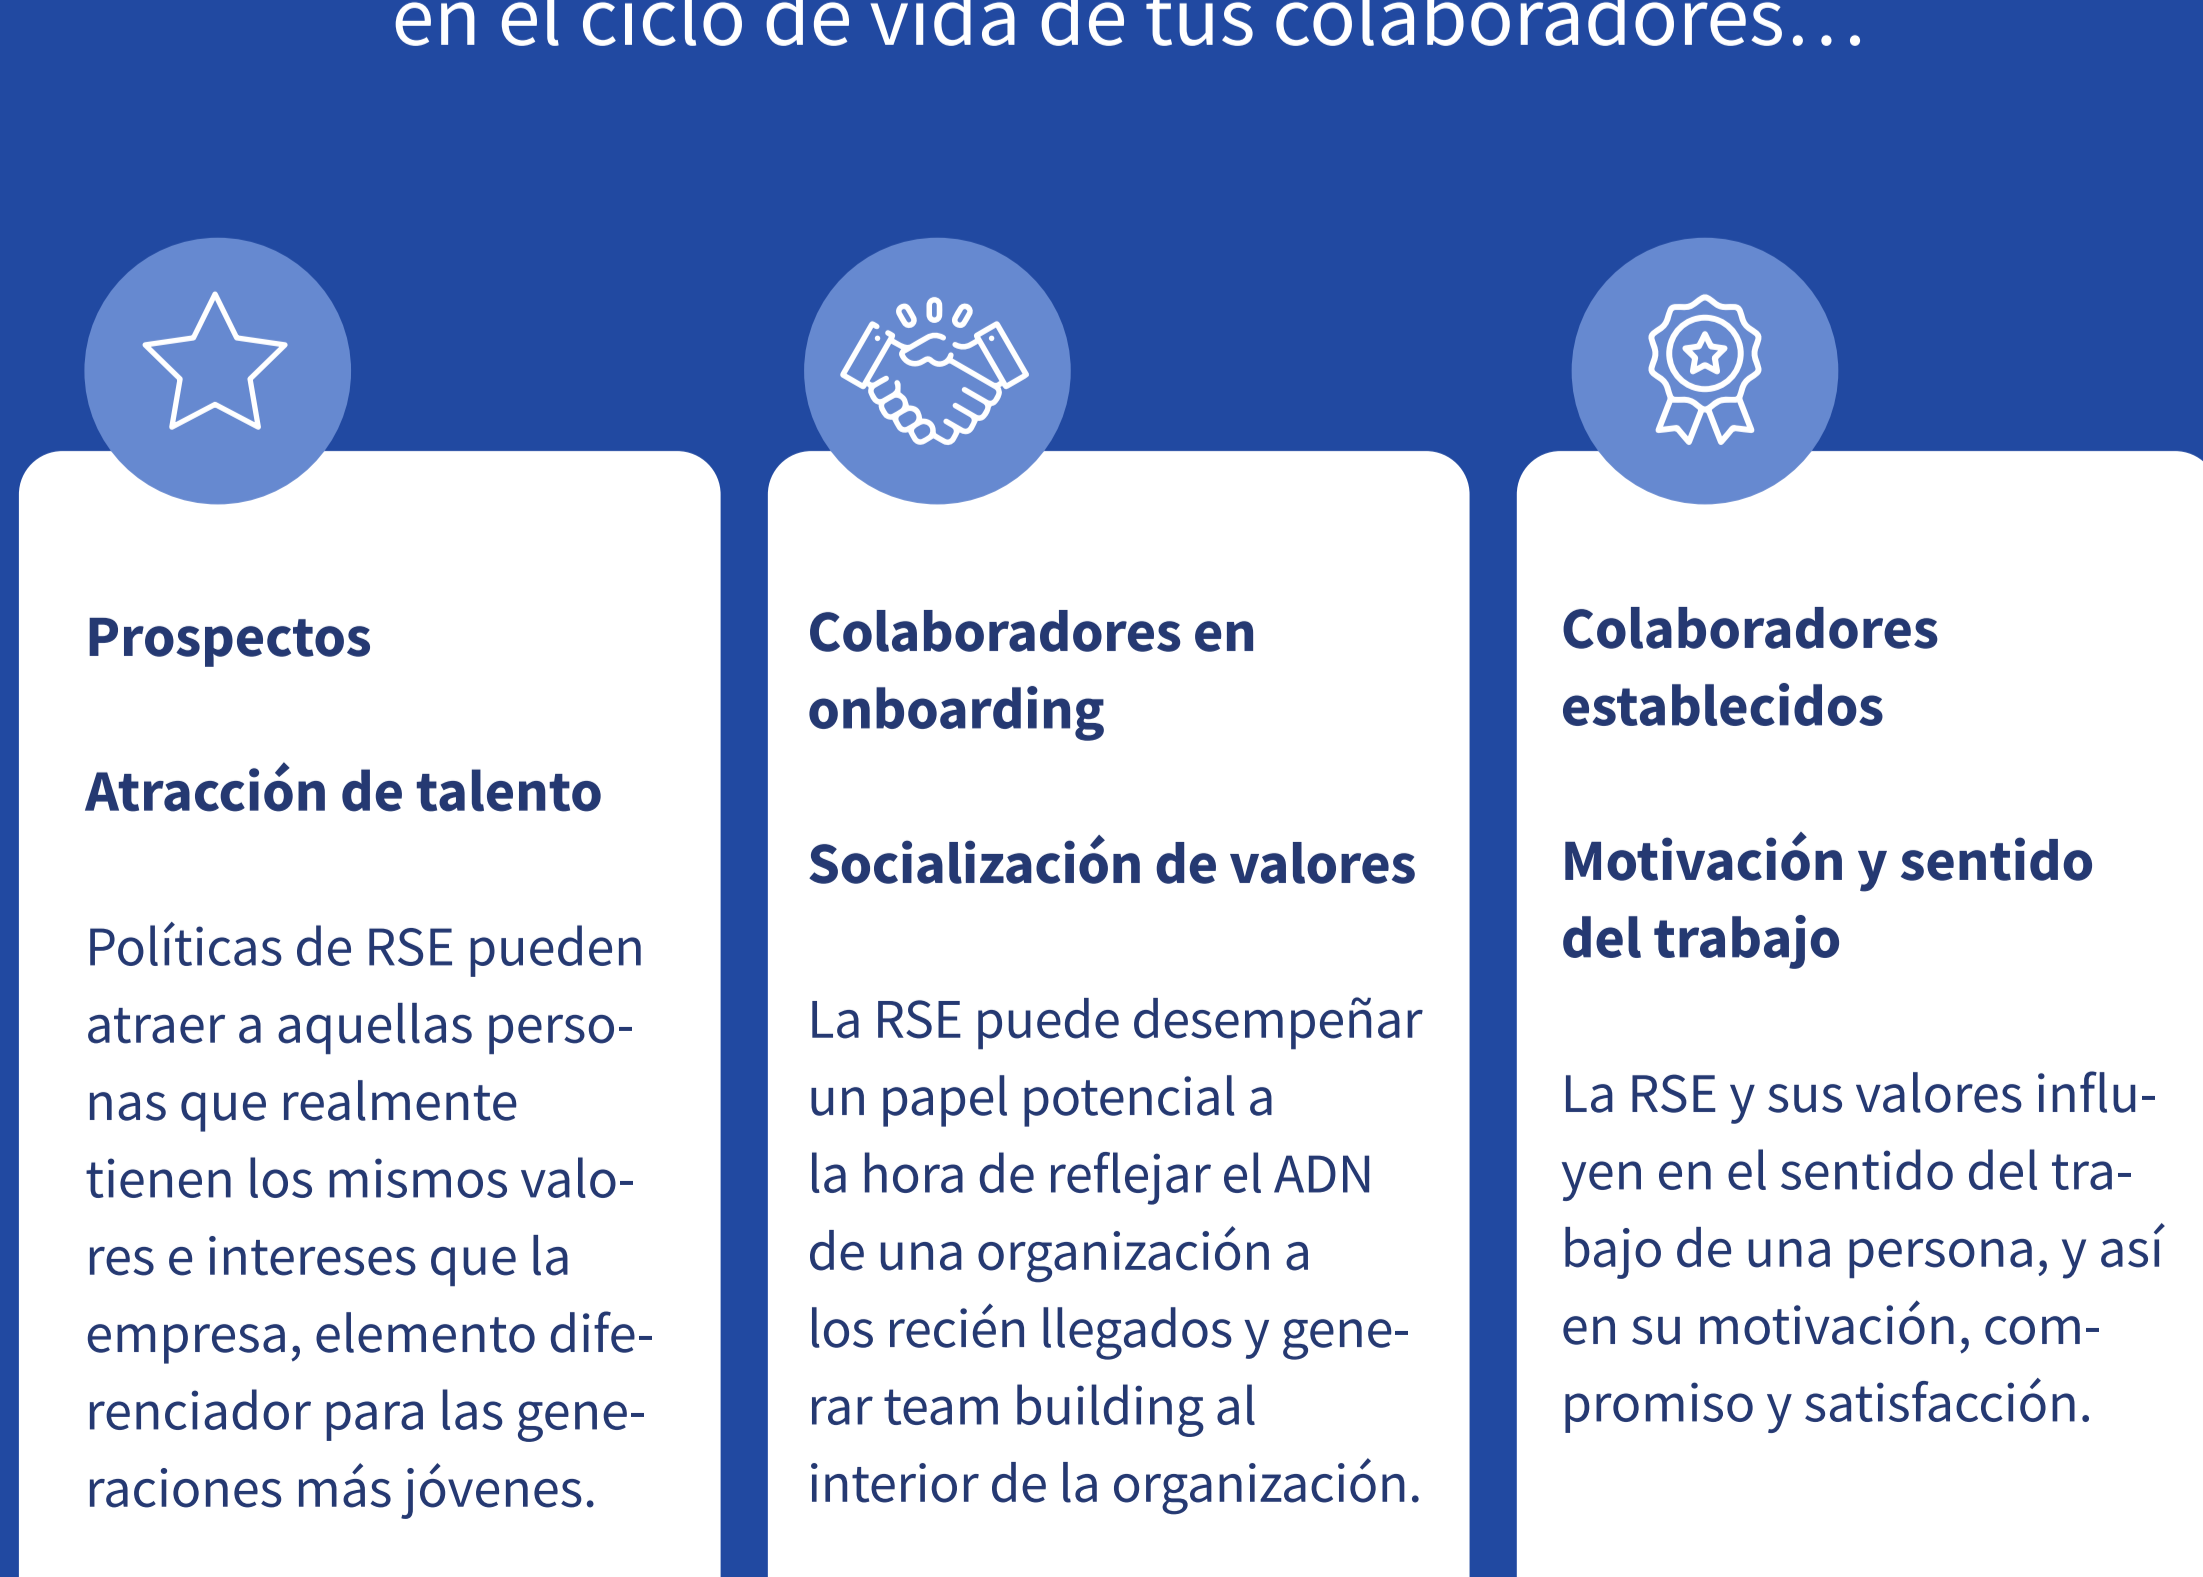 en el ciclo de vida de tus colaboradores…
Prospectos
Atracción de talento
Políticas de RSE pueden
atraer a aquellas perso-
nas que realmente
tienen los mismos valo-
res e intereses que la
empresa, elemento dife-
renciador para las gene-
raciones más jóvenes.
Colaboradores en
onboarding
Socialización de valores
La RSE puede desempeñar
un papel potencial a
la hora de reflejar el ADN
de una organización a
los recién llegados y gene-
rar team building al
interior de la organización.
Colaboradores
establecidos
Motivación y sentido
del trabajo
La RSE y sus valores influ-
yen en el sentido del tra-
bajo de una persona, y así
en su motivación, com-
promiso y satisfacción.